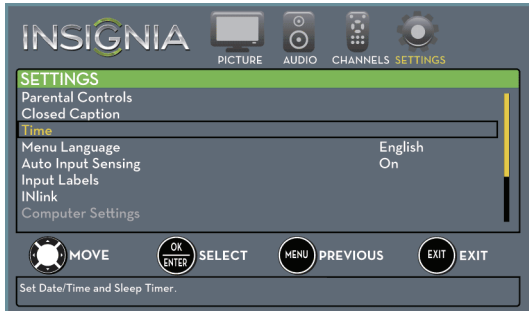 INSIGNIA
PICTURE AUDIO CHANNELS SETTINGS
SETTINGS
Parental Controls
Closed Caption
Time
Menu Language English
Auto Input Sensing On
Input Labels
INlink
Computer Settings
MOVE OK ENTER SELECT MENU PREVIOUS EXIT EXIT
Set Date/Time and Sleep Timer.